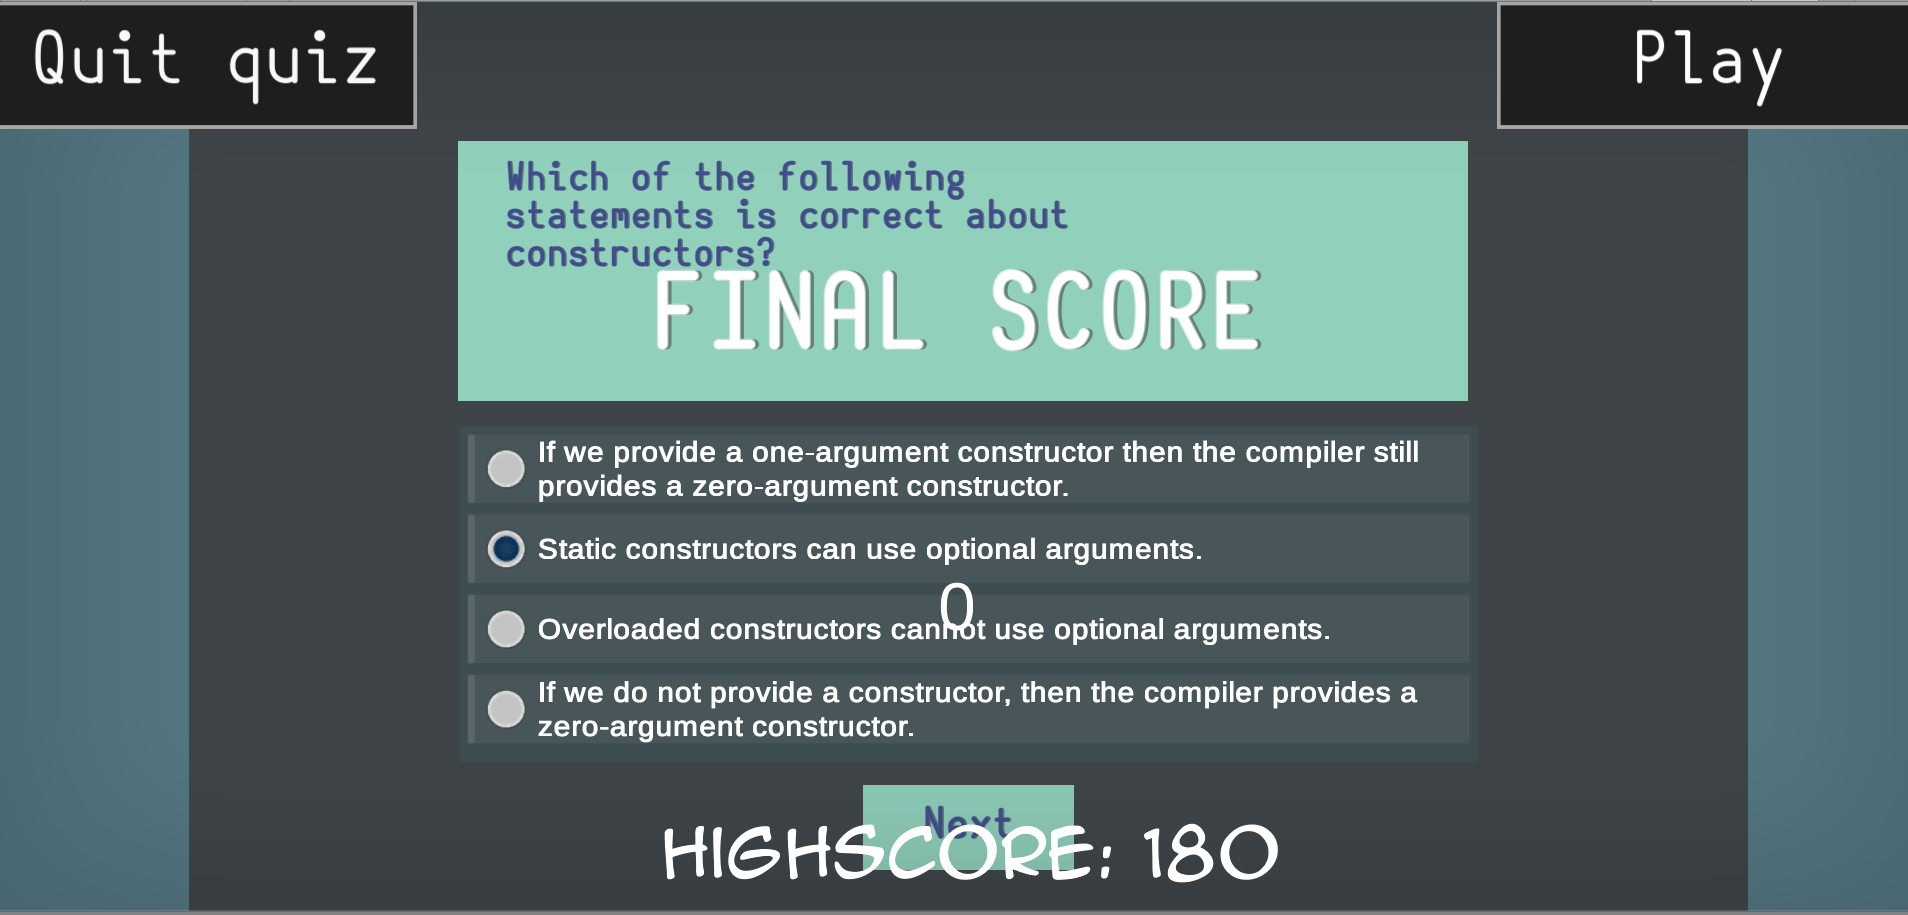 Quit quiz
Play
Which of the following
statements is correct about
constructors?
FINAL SCORE
If we provide a one-argument constructor then the compiler still
provides a zero-argument constructor.
Static constructors can use optional arguments.
0
Overloaded constructors cannot use optional arguments.
If we do not provide a constructor, then the compiler provides a
zero-argument constructor.
Next
HIGHSCORE: 180